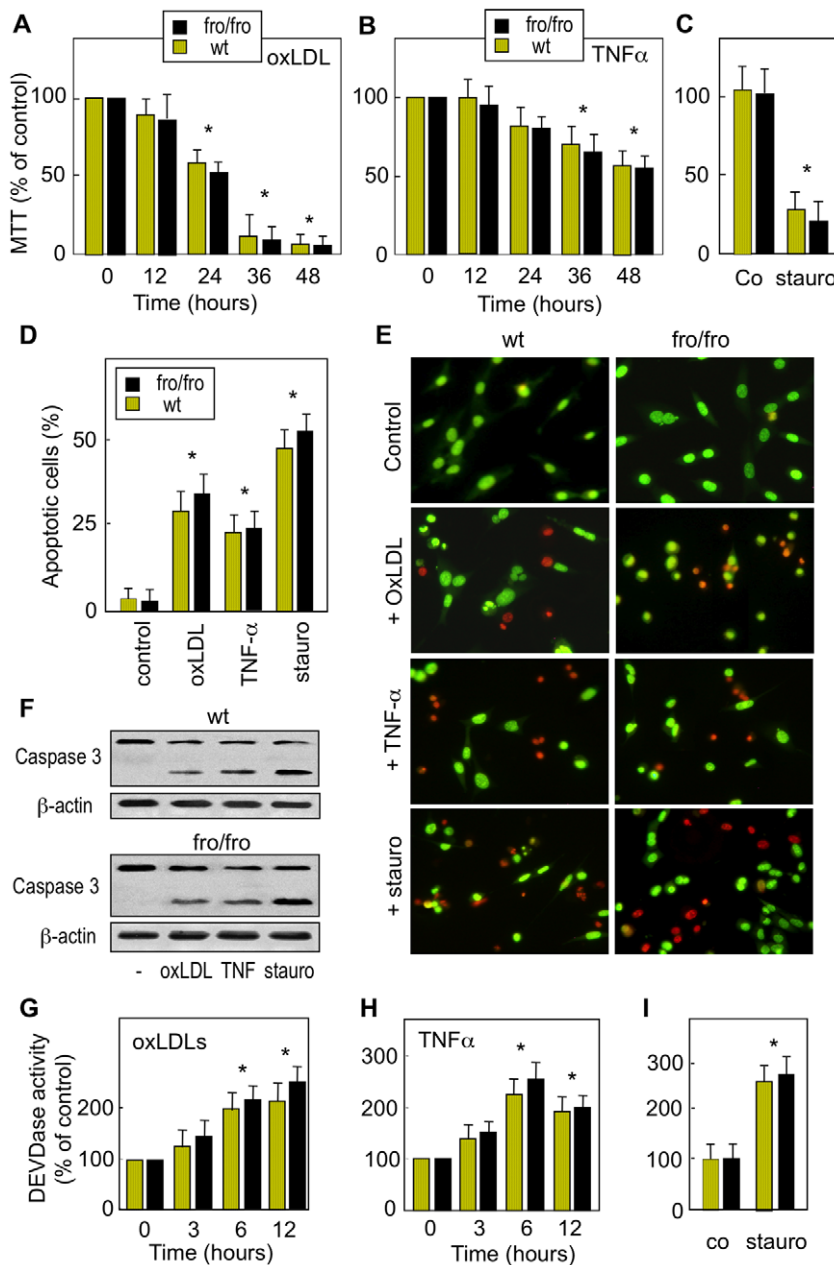 A
fro/fro
wt
oxLDL
MTT (% of control)
100
50
0
0 12 24 36 48
Time (hours)
* * *
B
fro/fro
wt
TNFα
100
50
0
0 12 24 36 48
Time (hours)
* *
C
100
50
0
Co stauro
*
D
fro/fro
wt
Apoptotic cells (%)
50
25
0
control oxLDL TNF-α stauro
* * *
E
wt fro/fro
Control
+ OxLDL
+ TNF-α
+ stauro
F
wt
Caspase 3
β-actin
fro/fro
Caspase 3
β-actin
- oxLDL TNF stauro
G
oxLDLs
DEVDase activity
(% of control)
200
100
0
0 3 6 12
Time (hours)
* *
H
TNFα
300
200
100
0
0 3 6 12
Time (hours)
* *
I
300
200
100
0
co stauro
*